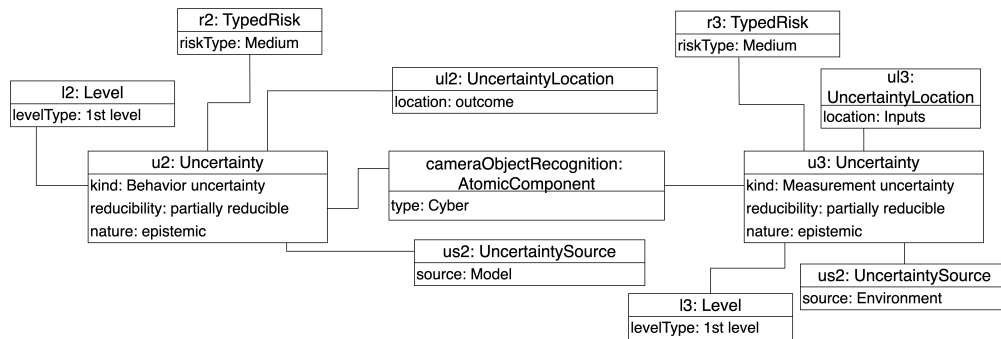 r2: TypedRisk
riskType: Medium
r3: TypedRisk
riskType: Medium
l2: Level
levelType: 1st level
ul2: UncertaintyLocation
location: outcome
ul3:
UncertaintyLocation
location: Inputs
u2: Uncertainty
kind: Behavior uncertainty
reducibility: partially reducible
nature: epistemic
cameraObjectRecognition:
AtomicComponent
type: Cyber
u3: Uncertainty
kind: Measurement uncertainty
reducibility: partially reducible
nature: epistemic
us2: UncertaintySource
source: Model
us2: UncertaintySource
source: Environment
l3: Level
levelType: 1st level